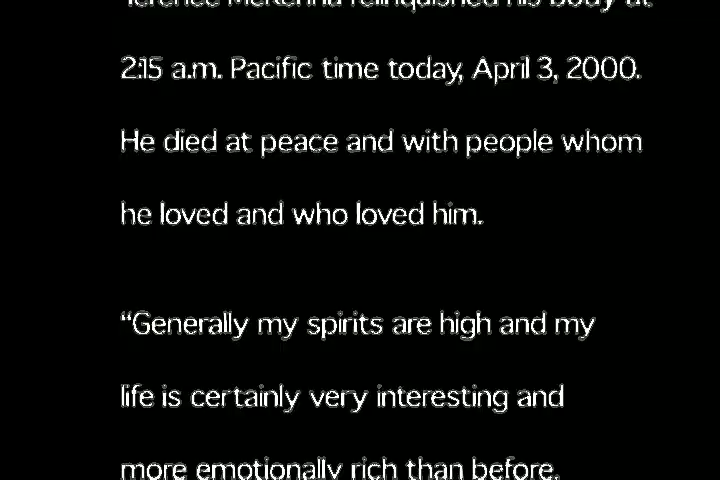 Terence McKenna relinquished his body at
2:15 a.m. Pacific time today, April 3, 2000.
He died at peace and with people whom
he loved and who loved him.
“Generally my spirits are high and my
life is certainly very interesting and
more emotionally rich than before.